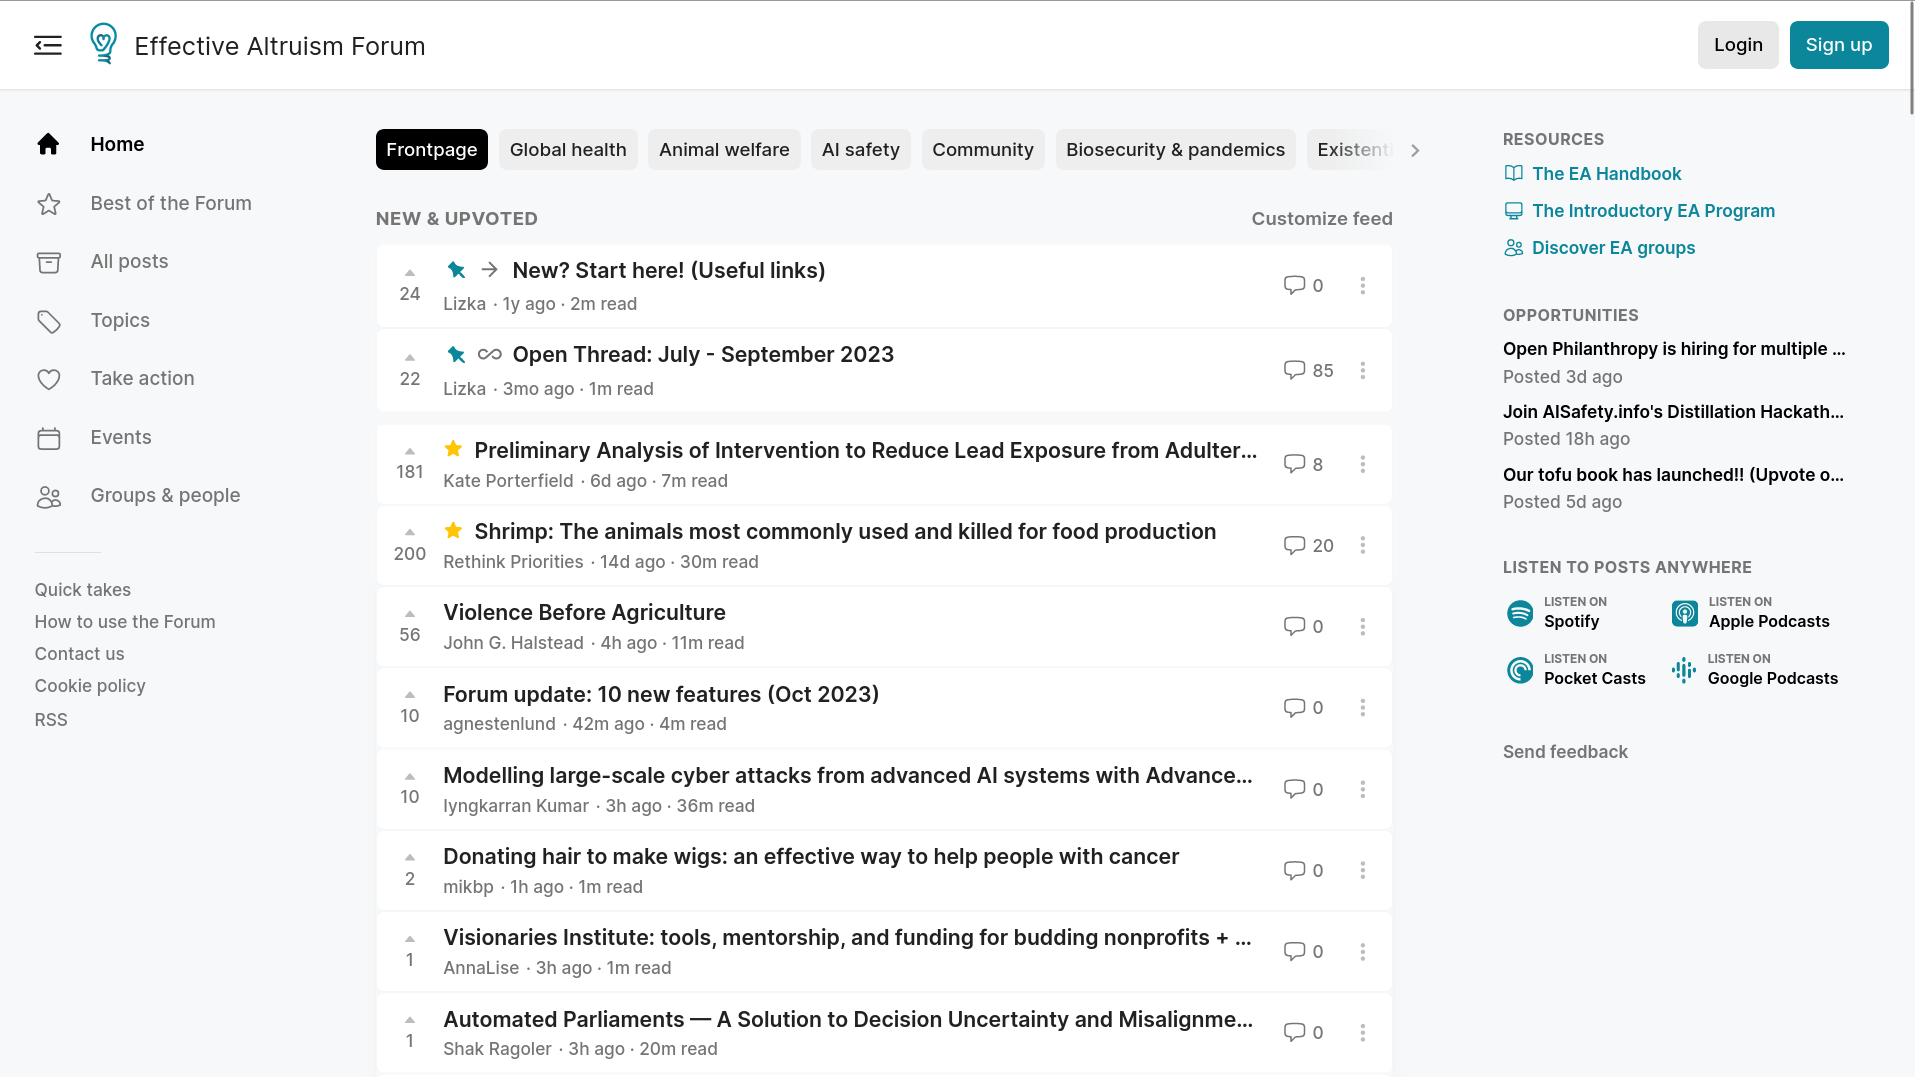 Effective Altruism Forum
Login
Sign up
Home
Best of the Forum
All posts
Topics
Take action
Events
Groups & people
Quick takes
How to use the Forum
Contact us
Cookie policy
RSS
Frontpage
Global health
Animal welfare
AI safety
Community
Biosecurity & pandemics
Existenti
NEW & UPVOTED
Customize feed
24
New? Start here! (Useful links)
Lizka · 1y ago · 2m read
0
22
Open Thread: July - September 2023
Lizka · 3mo ago · 1m read
85
181
Preliminary Analysis of Intervention to Reduce Lead Exposure from Adulter...
Kate Porterfield · 6d ago · 7m read
8
200
Shrimp: The animals most commonly used and killed for food production
Rethink Priorities · 14d ago · 30m read
20
56
Violence Before Agriculture
John G. Halstead · 4h ago · 11m read
0
10
Forum update: 10 new features (Oct 2023)
agnestenlund · 42m ago · 4m read
0
10
Modelling large-scale cyber attacks from advanced AI systems with Advance...
Iyngkarran Kumar · 3h ago · 36m read
0
2
Donating hair to make wigs: an effective way to help people with cancer
mikbp · 1h ago · 1m read
0
1
Visionaries Institute: tools, mentorship, and funding for budding nonprofits + ...
AnnaLise · 3h ago · 1m read
0
1
Automated Parliaments — A Solution to Decision Uncertainty and Misalignme...
Shak Ragoler · 3h ago · 20m read
0
RESOURCES
The EA Handbook
The Introductory EA Program
Discover EA groups
OPPORTUNITIES
Open Philanthropy is hiring for multiple ...
Posted 3d ago
Join AISafety.info's Distillation Hackath...
Posted 18h ago
Our tofu book has launched!! (Upvote o...
Posted 5d ago
LISTEN TO POSTS ANYWHERE
LISTEN ON
Spotify
LISTEN ON
Apple Podcasts
LISTEN ON
Pocket Casts
LISTEN ON
Google Podcasts
Send feedback